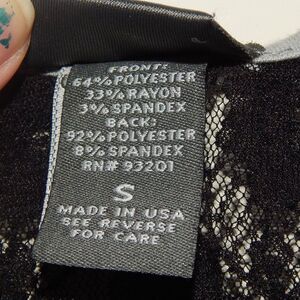 FRONT:
64% POLYESTER
33% RAYON
3% SPANDEX
BACK:
92% POLYESTER
8% SPANDEX
RN# 93201
S
MADE IN USA
SEE REVERSE
FOR CARE